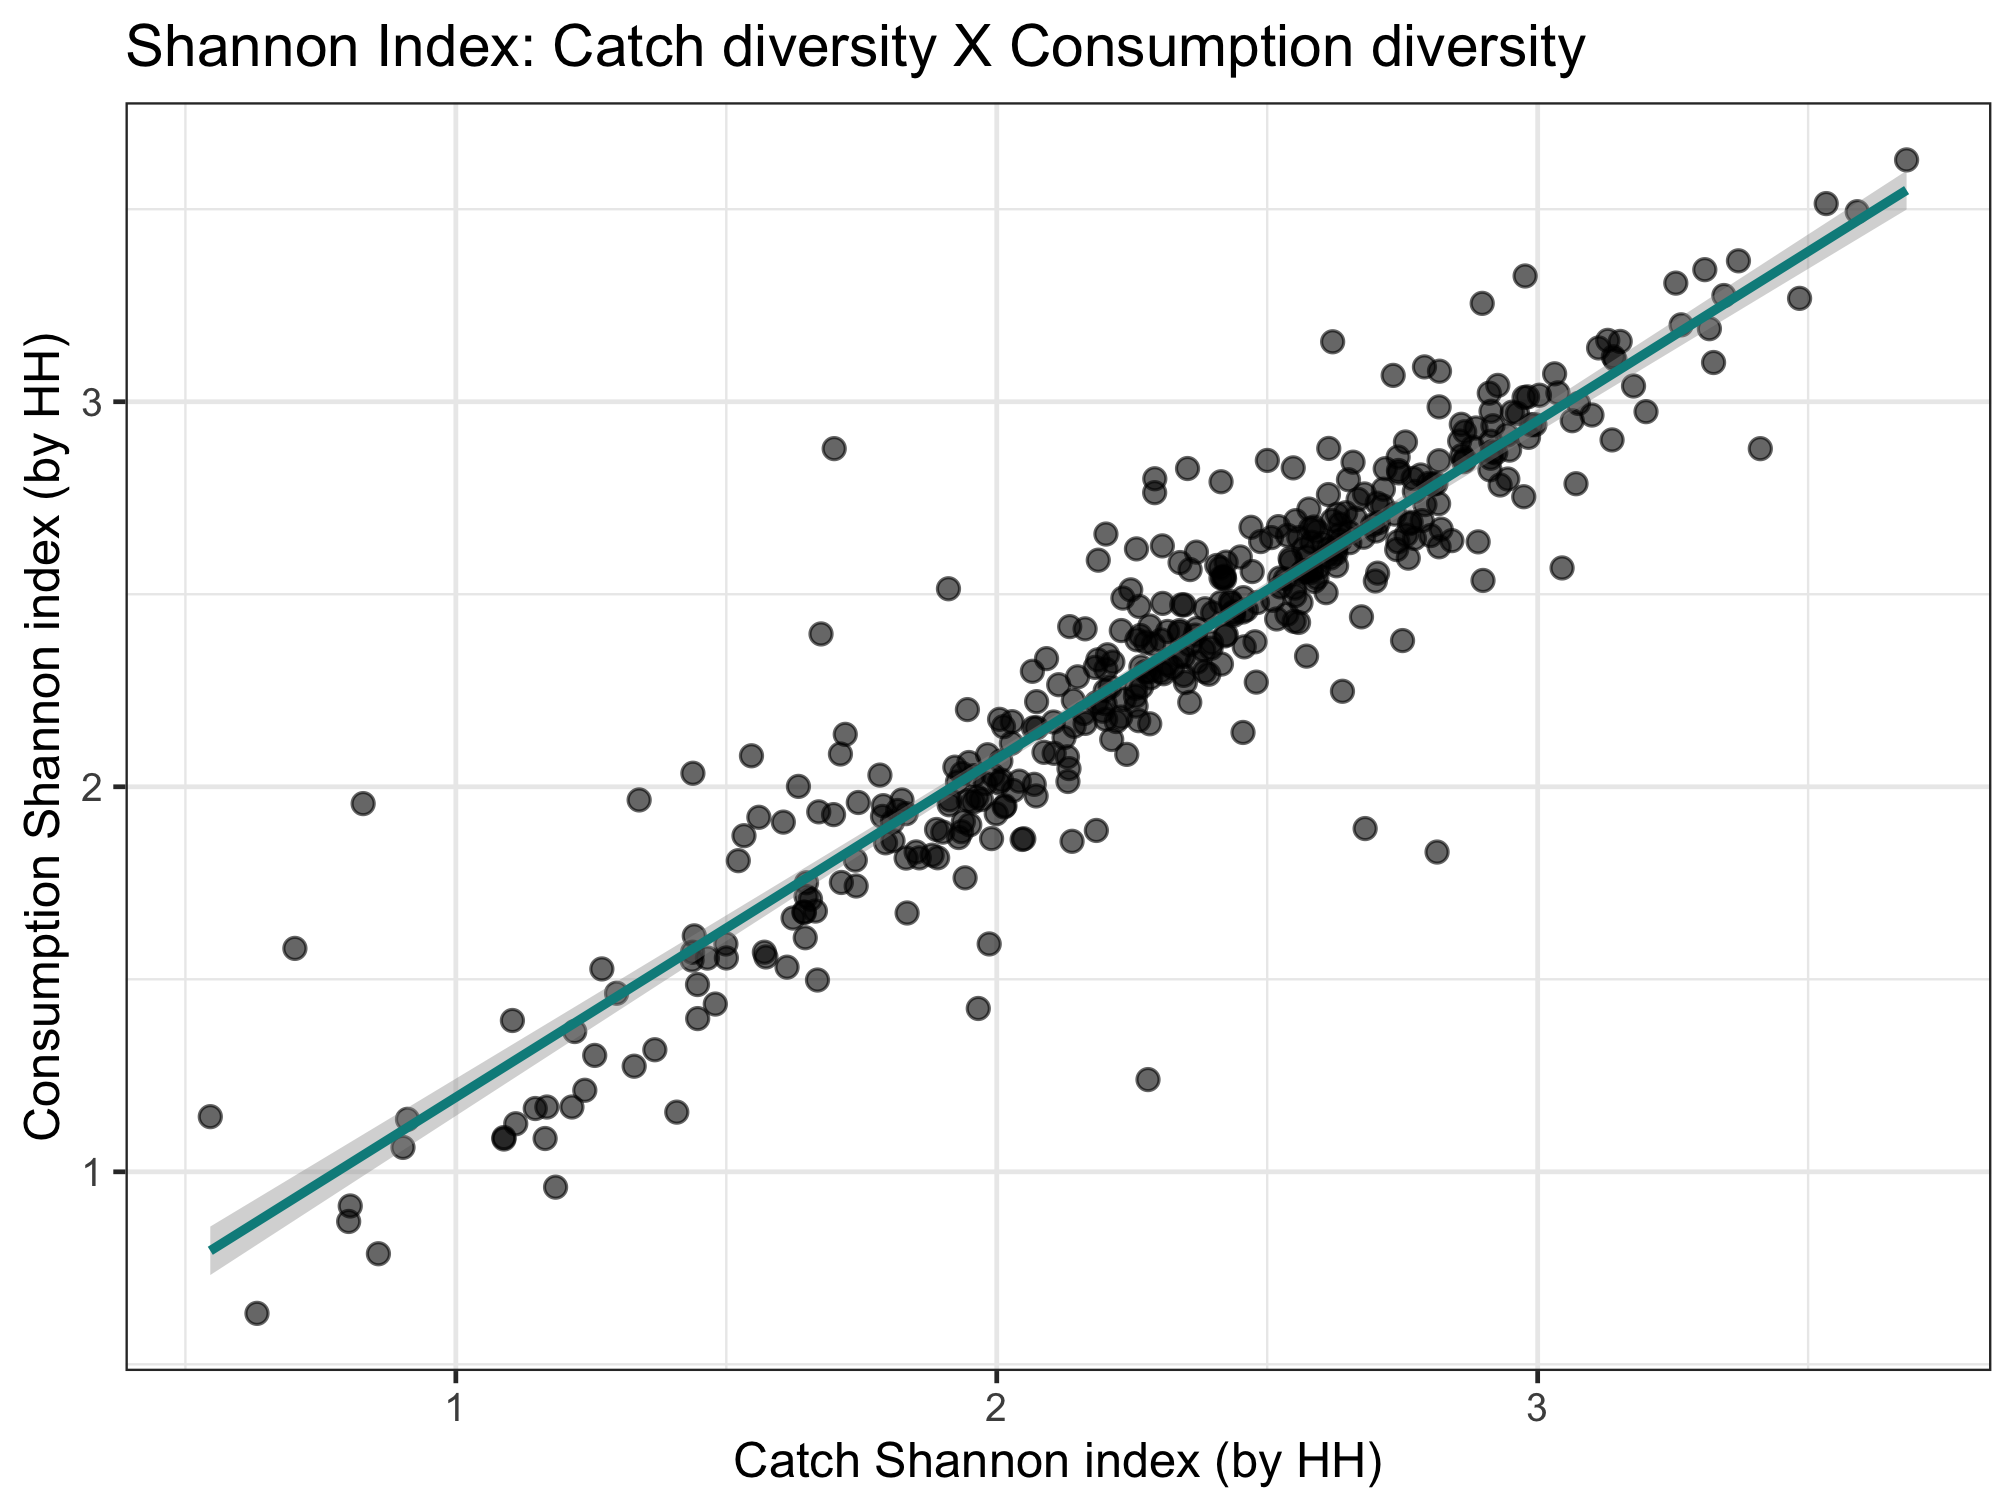 Shannon Index: Catch diversity X Consumption diversity
Consumption Shannon index (by HH)
3
2
1
1 2 3
Catch Shannon index (by HH)